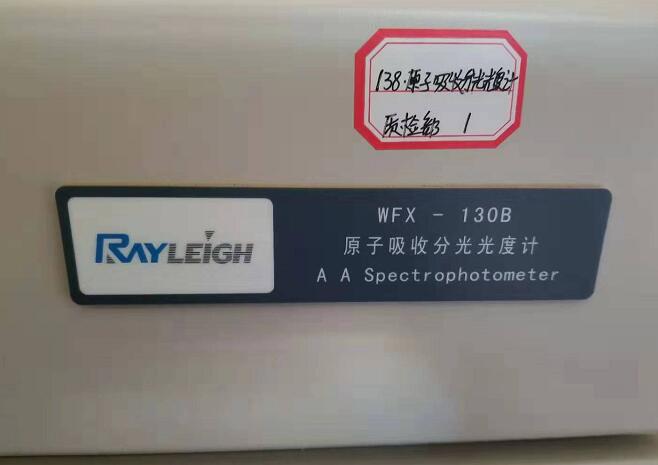 138.原子吸收分光光度计
质检部 1
RAYLEIGH
WFX - 130B
原子吸收分光光度计
A A Spectrophotometer